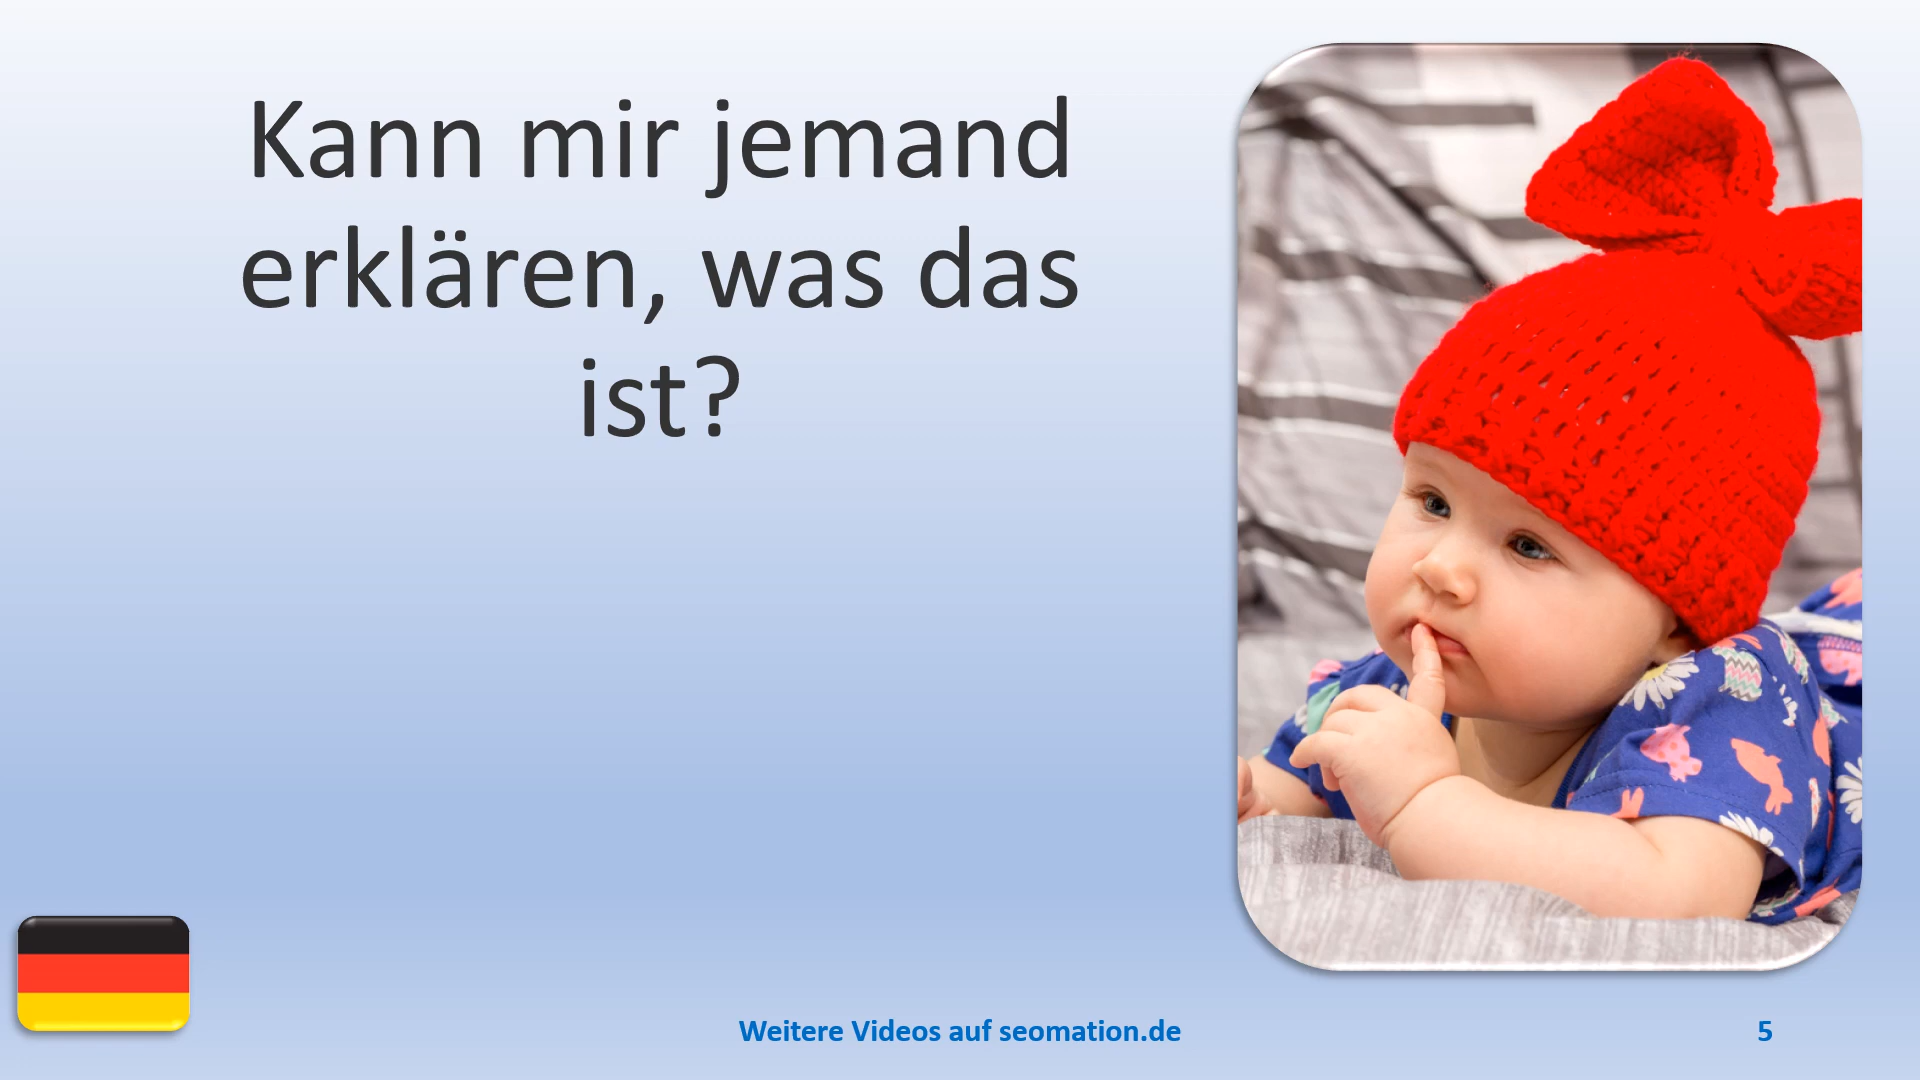 Kann mir jemand
erklären, was das
ist?
Weitere Videos auf seomation.de
5